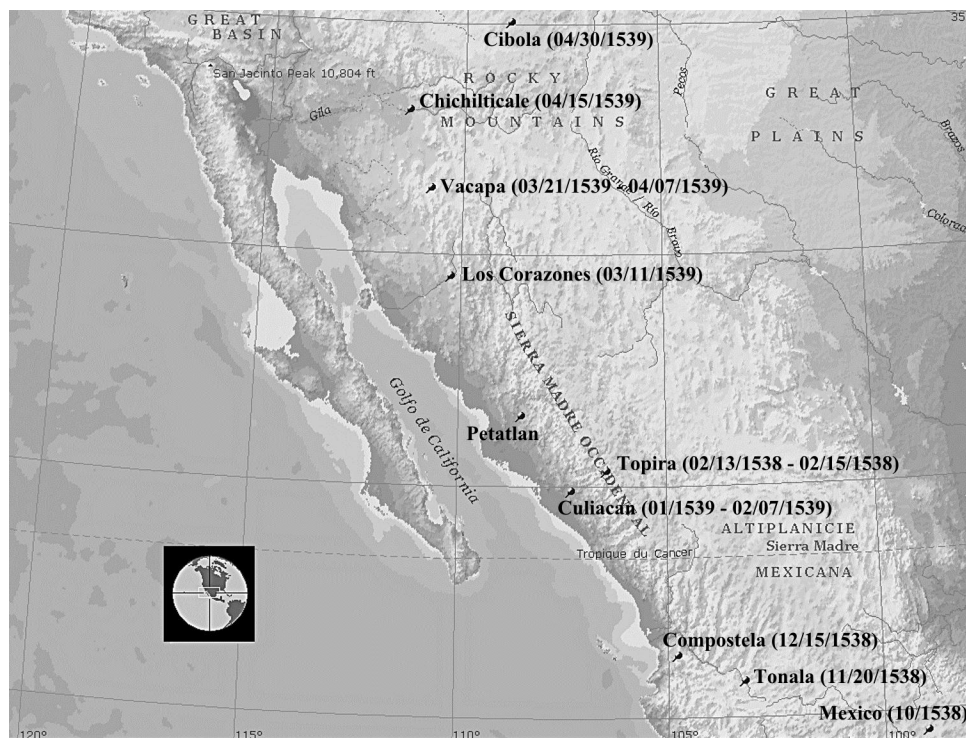 GREAT
BASIN
35
Cibola (04/30/1539)
San Jacinto Peak 10,804 ft
ROCKY
MOUNTAINS
Pecos
GREAT
PLAINS
Chichilticale (04/15/1539)
Gila
Brazos
Vacapa (03/21/1539 - 04/07/1539)
Rio Grande / Río
Bravo
Colorad
Los Corazones (03/11/1539)
SIERRA MADRE OCCIDENTAL
Golfo de California
Petatlan
Topira (02/13/1538 - 02/15/1538)
Culiacan (01/1539 - 02/07/1539)
ALTIPLANICIE
Sierra Madre
Tropique du Cancer
MEXICANA
Compostela (12/15/1538)
Tonala (11/20/1538)
Mexico (10/1538)
120°
115°
110°
105°
100°